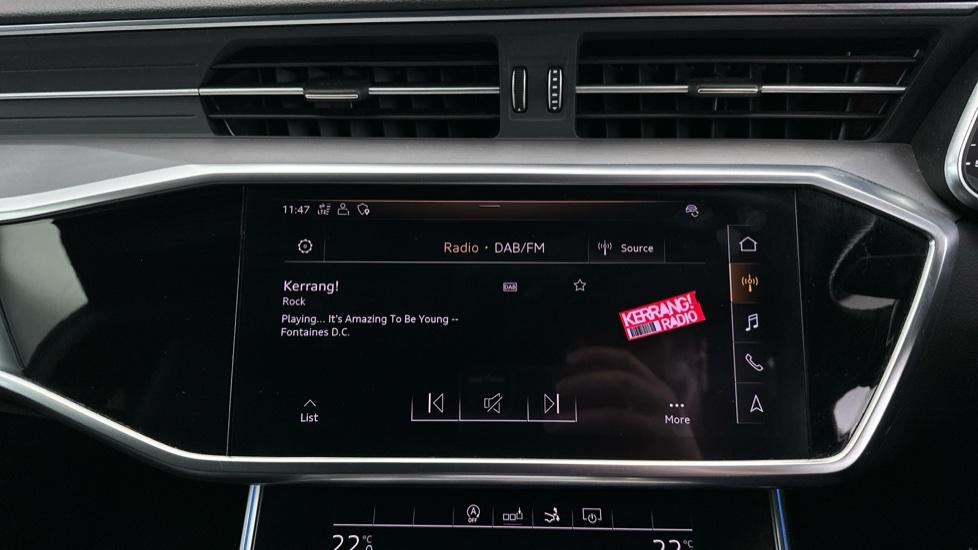 11:47 LTE
Radio • DAB/FM Source
Kerrang! DAB
Rock
Playing... It's Amazing To Be Young --
Fontaines D.C.
KERRANG!
RADIO
List
More
A
OFF
22°C 22°C